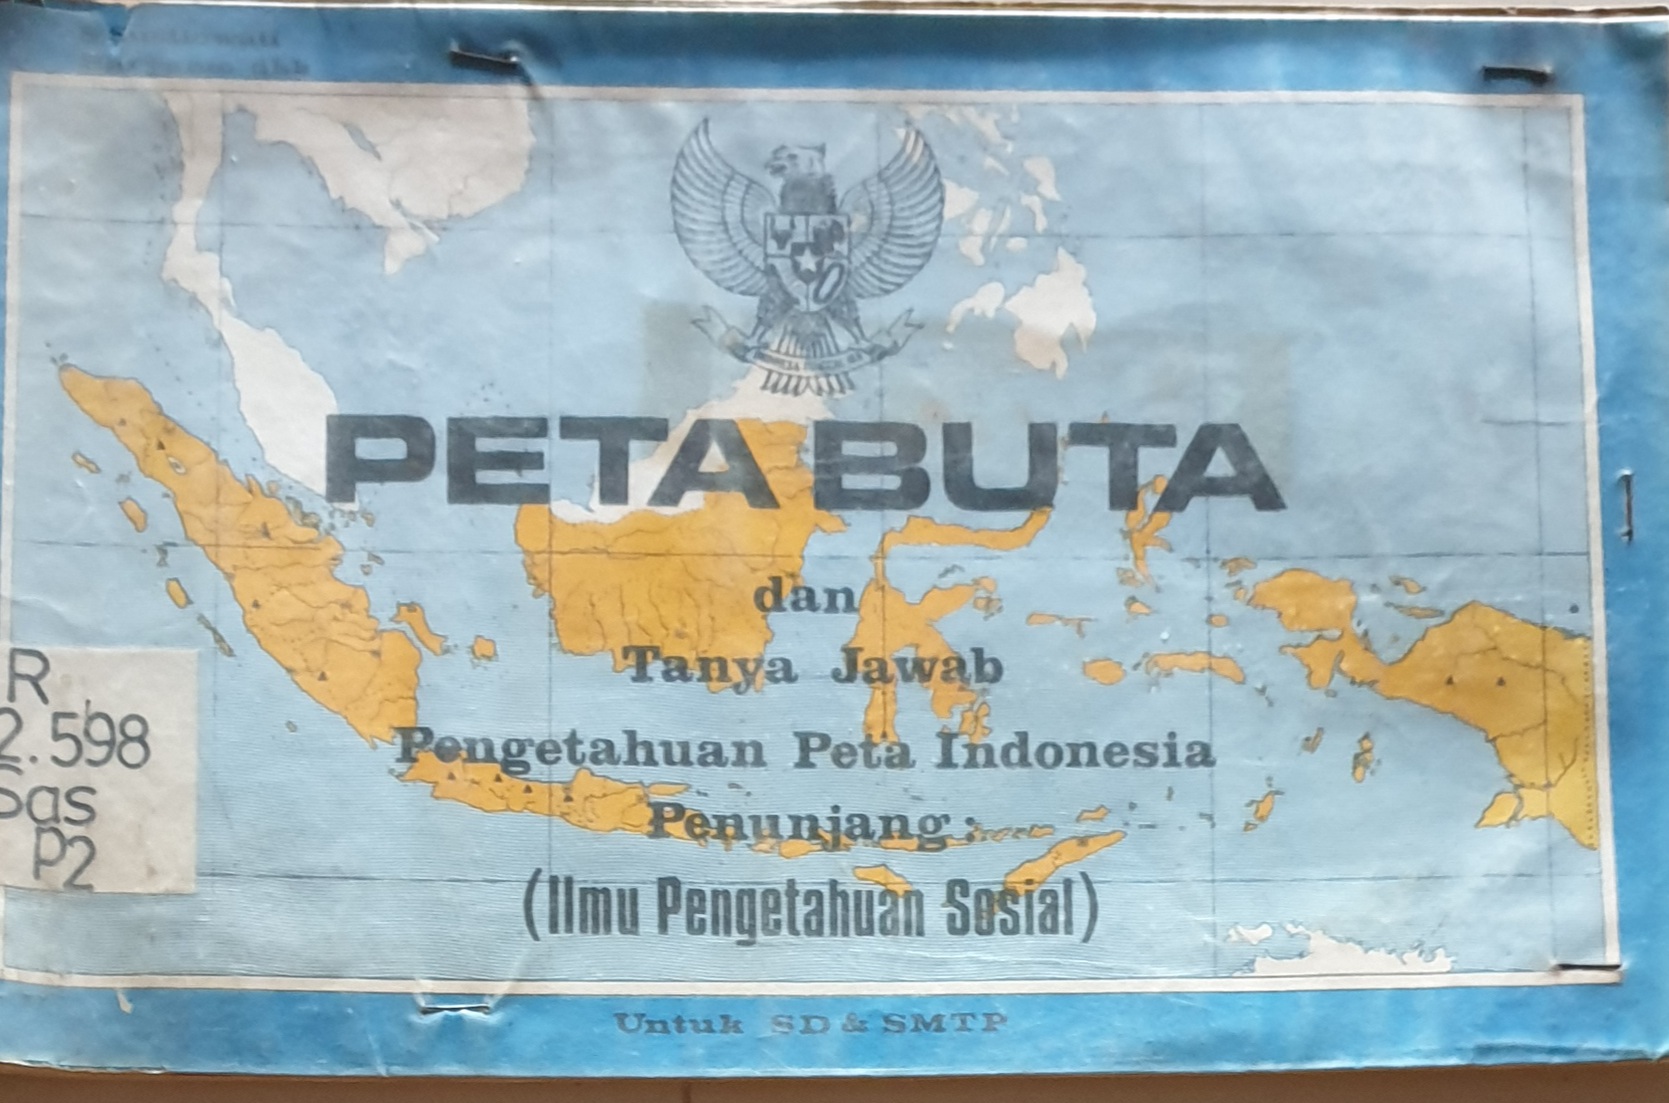 PETA BUTA
dan
Tanya Jawab
Pengetahuan Peta Indonesia
Penunjang :
(Ilmu Pengetahuan Sosial)
Untuk SD & SMTP
R
2.598
Sas
P2